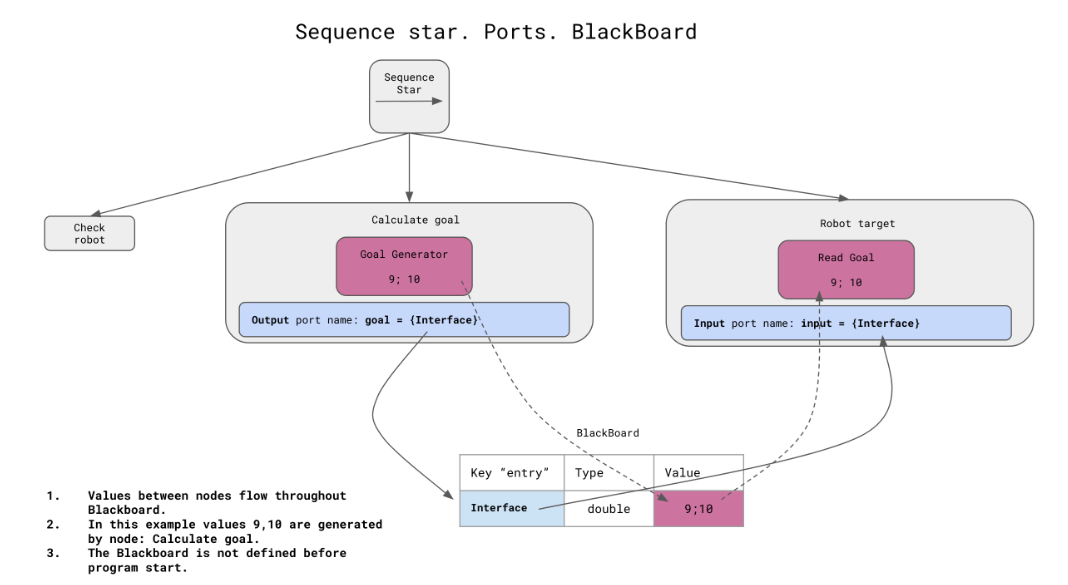 Sequence star. Ports. BlackBoard
Sequence
Star
Check
robot
Calculate goal
Goal Generator
9; 10
Output port name: goal = {Interface}
Robot target
Read Goal
9; 10
Input port name: input = {Interface}
BlackBoard
Key “entry” Type Value
Interface double 9;10
1. Values between nodes flow throughout
Blackboard.
2. In this example values 9,10 are generated
by node: Calculate goal.
3. The Blackboard is not defined before
program start.